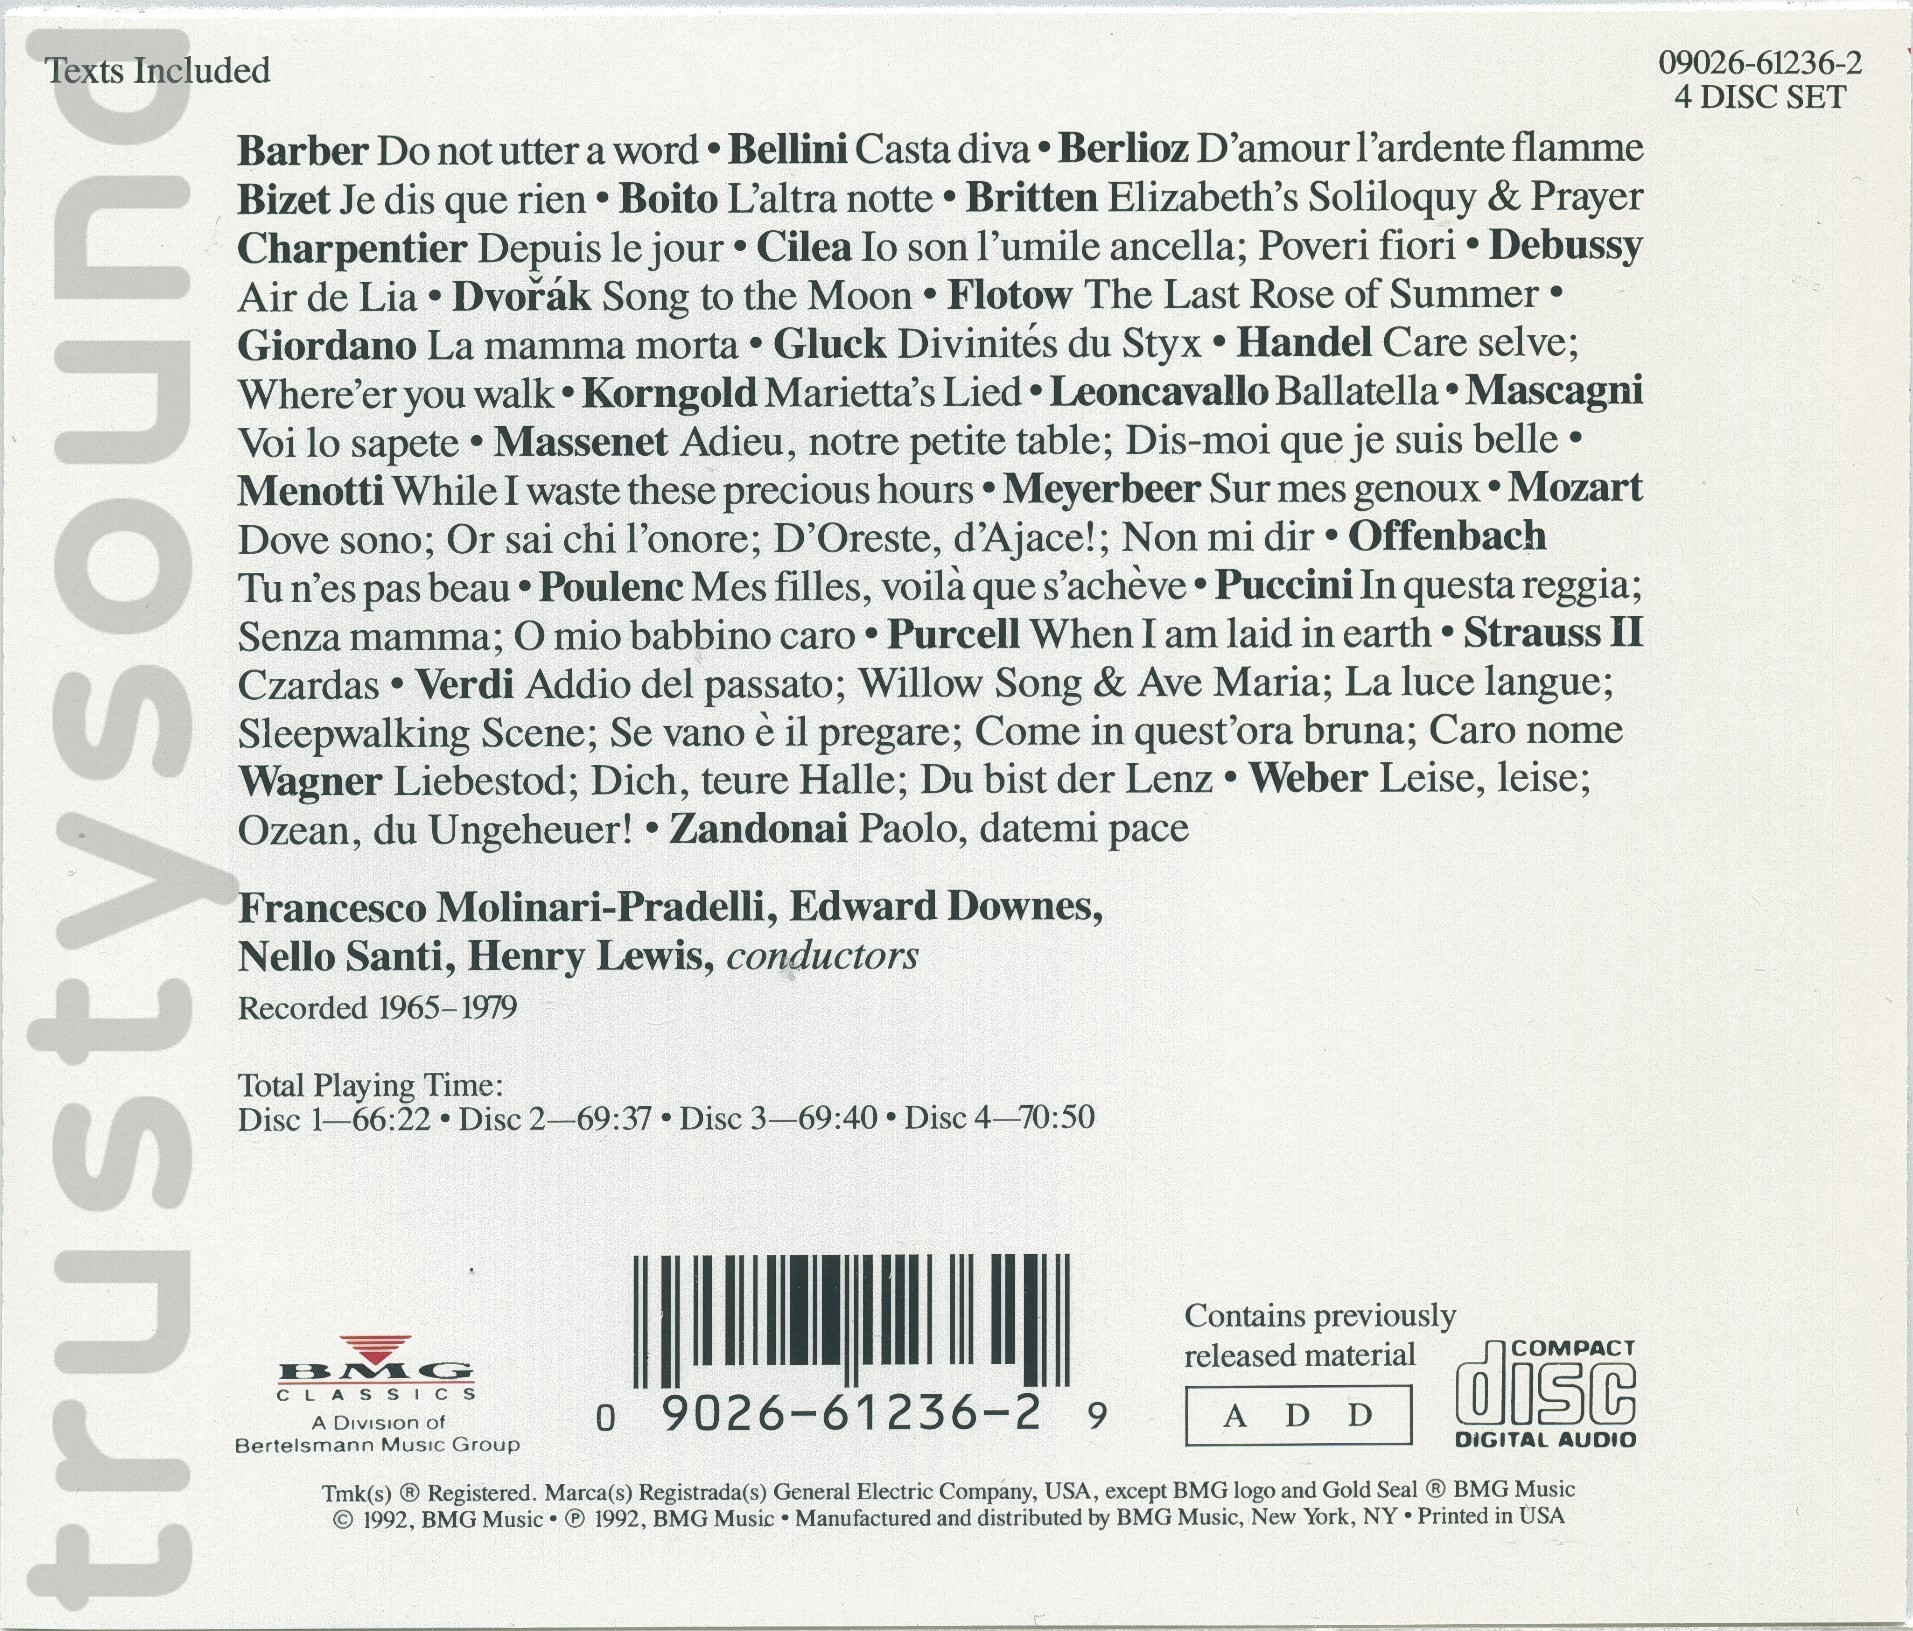 trustysound
Texts Included
09026-61236-2
4 DISC SET
Barber Do not utter a word • Bellini Casta diva • Berlioz D’amour l’ardente flamme
Bizet Je dis que rien • Boito L’altra notte • Britten Elizabeth’s Soliloquy & Prayer
Charpentier Depuis le jour • Cilea Io son l’umile ancella; Poveri fiori • Debussy
Air de Lia • Dvořák Song to the Moon • Flotow The Last Rose of Summer •
Giordano La mamma morta • Gluck Divinités du Styx • Handel Care selve;
Where’er you walk • Korngold Marietta’s Lied • Leoncavallo Ballatella • Mascagni
Voi lo sapete • Massenet Adieu, notre petite table; Dis-moi que je suis belle •
Menotti While I waste these precious hours • Meyerbeer Sur mes genoux • Mozart
Dove sono; Or sai chi l’onore; D’Oreste, d’Ajace!; Non mi dir • Offenbach
Tu n’es pas beau • Poulenc Mes filles, voilà que s’achève • Puccini In questa reggia;
Senza mamma; O mio babbino caro • Purcell When I am laid in earth • Strauss II
Czardas • Verdi Addio del passato; Willow Song & Ave Maria; La luce langue;
Sleepwalking Scene; Se vano è il pregare; Come in quest’ora bruna; Caro nome
Wagner Liebestod; Dich, teure Halle; Du bist der Lenz • Weber Leise, leise;
Ozean, du Ungeheuer! • Zandonai Paolo, datemi pace
Francesco Molinari-Pradelli, Edward Downes,
Nello Santi, Henry Lewis, conductors
Recorded 1965–1979
Total Playing Time:
Disc 1—66:22 • Disc 2—69:37 • Disc 3—69:40 • Disc 4—70:50
BMG
CLASSICS
A Division of
Bertelsmann Music Group
0 9026-61236-2 9
Contains previously
released material
A D D
COMPACT
disc
DIGITAL AUDIO
Tmk(s) ® Registered. Marca(s) Registrada(s) General Electric Company, USA, except BMG logo and Gold Seal ® BMG Music
© 1992, BMG Music • ℗ 1992, BMG Music • Manufactured and distributed by BMG Music, New York, NY • Printed in USA